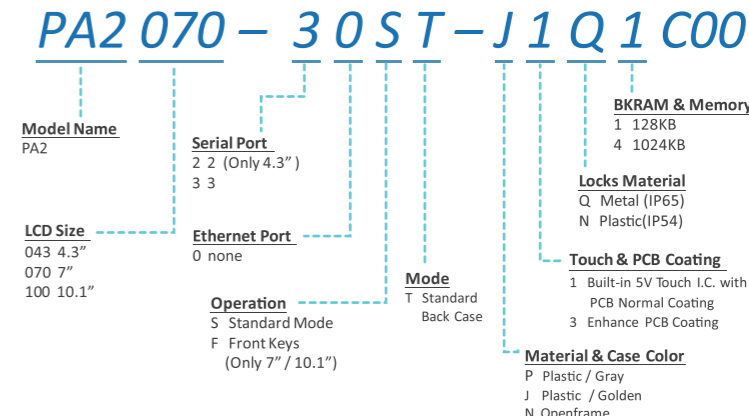 PA2 070 – 3 0 S T – J 1 Q 1 C00
Model Name
PA2
LCD Size
043 4.3”
070 7”
100 10.1”
Serial Port
2 2 (Only 4.3” )
3 3
Ethernet Port
0 none
Operation
S Standard Mode
F Front Keys
(Only 7” / 10.1”)
Mode
T Standard
Back Case
BKRAM & Memory
1 128KB
4 1024KB
Locks Material
Q Metal (IP65)
N Plastic(IP54)
Touch & PCB Coating
1 Built-in 5V Touch I.C. with
PCB Normal Coating
3 Enhance PCB Coating
Material & Case Color
P Plastic / Gray
J Plastic / Golden
N Openframe